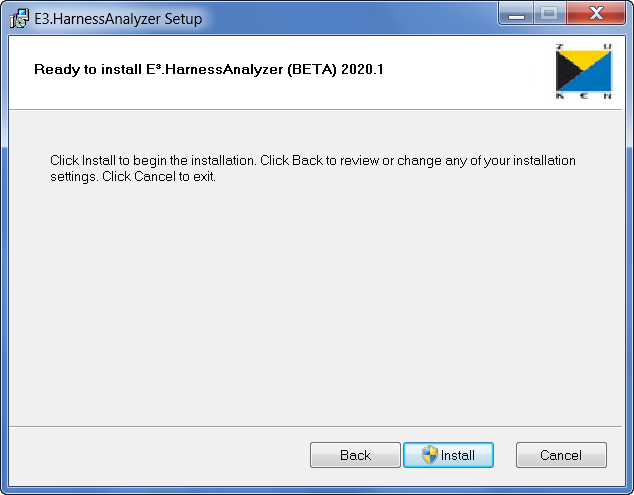 E3.HarnessAnalyzer Setup
Ready to install E³.HarnessAnalyzer (BETA) 2020.1
Z U
K E N
Click Install to begin the installation. Click Back to review or change any of your installation
settings. Click Cancel to exit.
Back
Install
Cancel